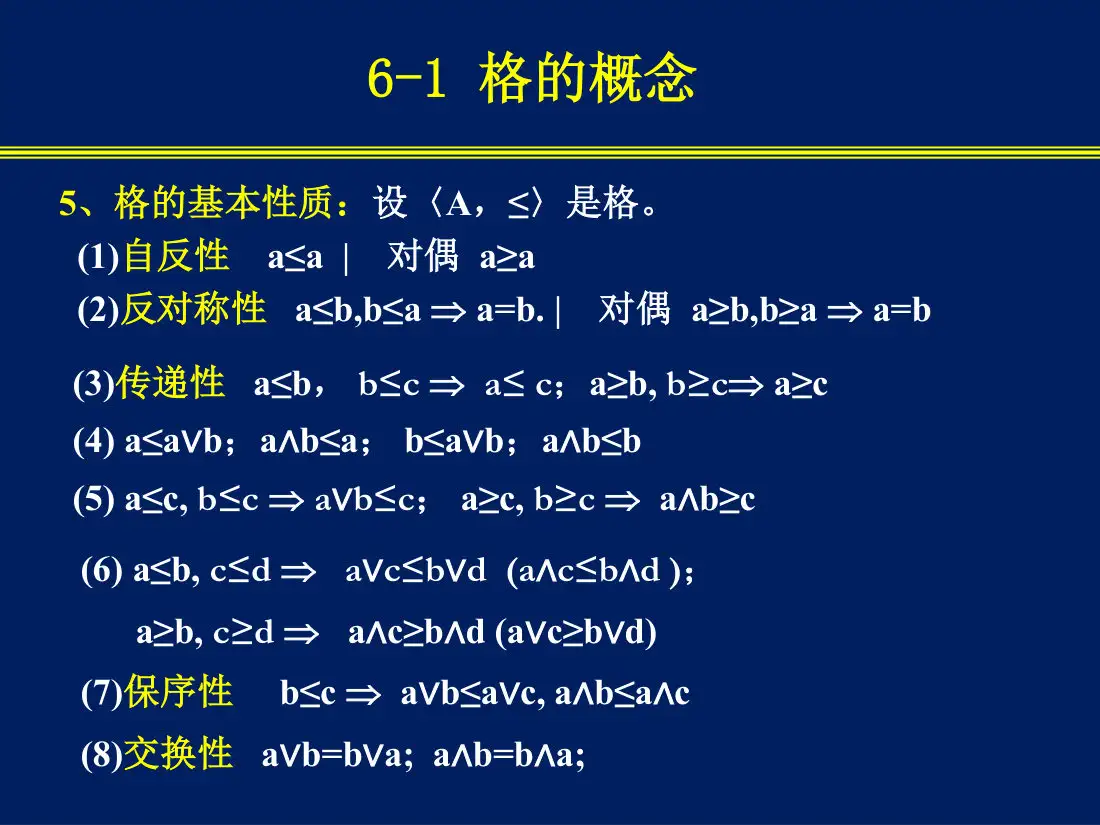 6-1 格的概念
5、格的基本性质：设〈A，≤〉是格。
(1)自反性 a≤a | 对偶 a≥a
(2)反对称性 a≤b,b≤a ⇒ a=b. | 对偶 a≥b,b≥a ⇒ a=b
(3)传递性 a≤b， b≤c ⇒ a≤ c；a≥b, b≥c⇒ a≥c
(4) a≤a∨b；a∧b≤a； b≤a∨b；a∧b≤b
(5) a≤c, b≤c ⇒ a∨b≤c； a≥c, b≥c ⇒ a∧b≥c
(6) a≤b, c≤d ⇒ a∨c≤b∨d (a∧c≤b∧d )；
a≥b, c≥d ⇒ a∧c≥b∧d (a∨c≥b∨d)
(7)保序性 b≤c ⇒ a∨b≤a∨c, a∧b≤a∧c
(8)交换性 a∨b=b∨a; a∧b=b∧a;